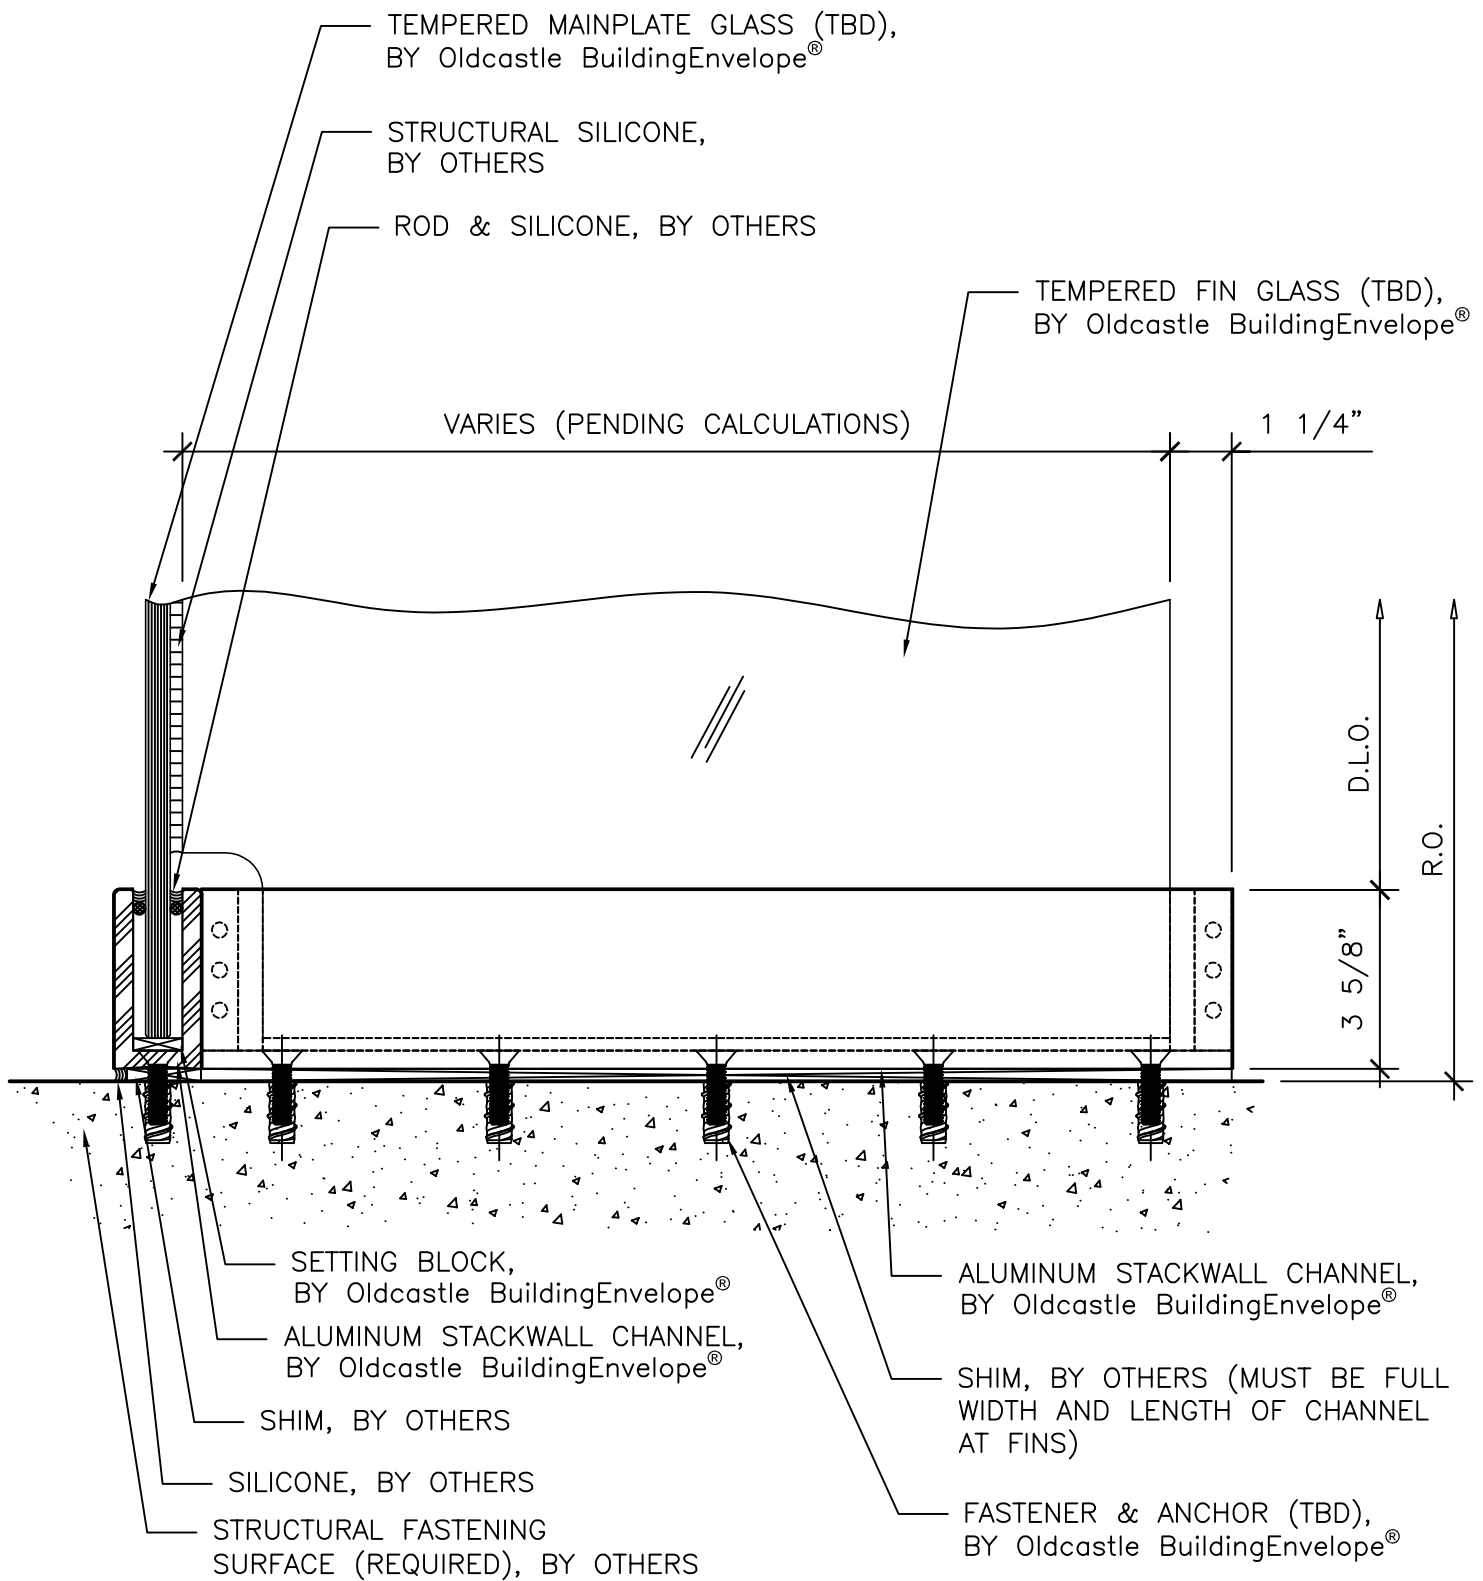 TEMPERED MAINPLATE GLASS (TBD),
BY Oldcastle BuildingEnvelope®
STRUCTURAL SILICONE,
BY OTHERS
ROD & SILICONE, BY OTHERS
TEMPERED FIN GLASS (TBD),
BY Oldcastle BuildingEnvelope®
VARIES (PENDING CALCULATIONS)
1 1/4”
D.L.O.
R.O.
3 5/8”
SETTING BLOCK,
BY Oldcastle BuildingEnvelope®
ALUMINUM STACKWALL CHANNEL,
BY Oldcastle BuildingEnvelope®
SHIM, BY OTHERS
SILICONE, BY OTHERS
STRUCTURAL FASTENING
SURFACE (REQUIRED), BY OTHERS
ALUMINUM STACKWALL CHANNEL,
BY Oldcastle BuildingEnvelope®
SHIM, BY OTHERS (MUST BE FULL
WIDTH AND LENGTH OF CHANNEL
AT FINS)
FASTENER & ANCHOR (TBD),
BY Oldcastle BuildingEnvelope®